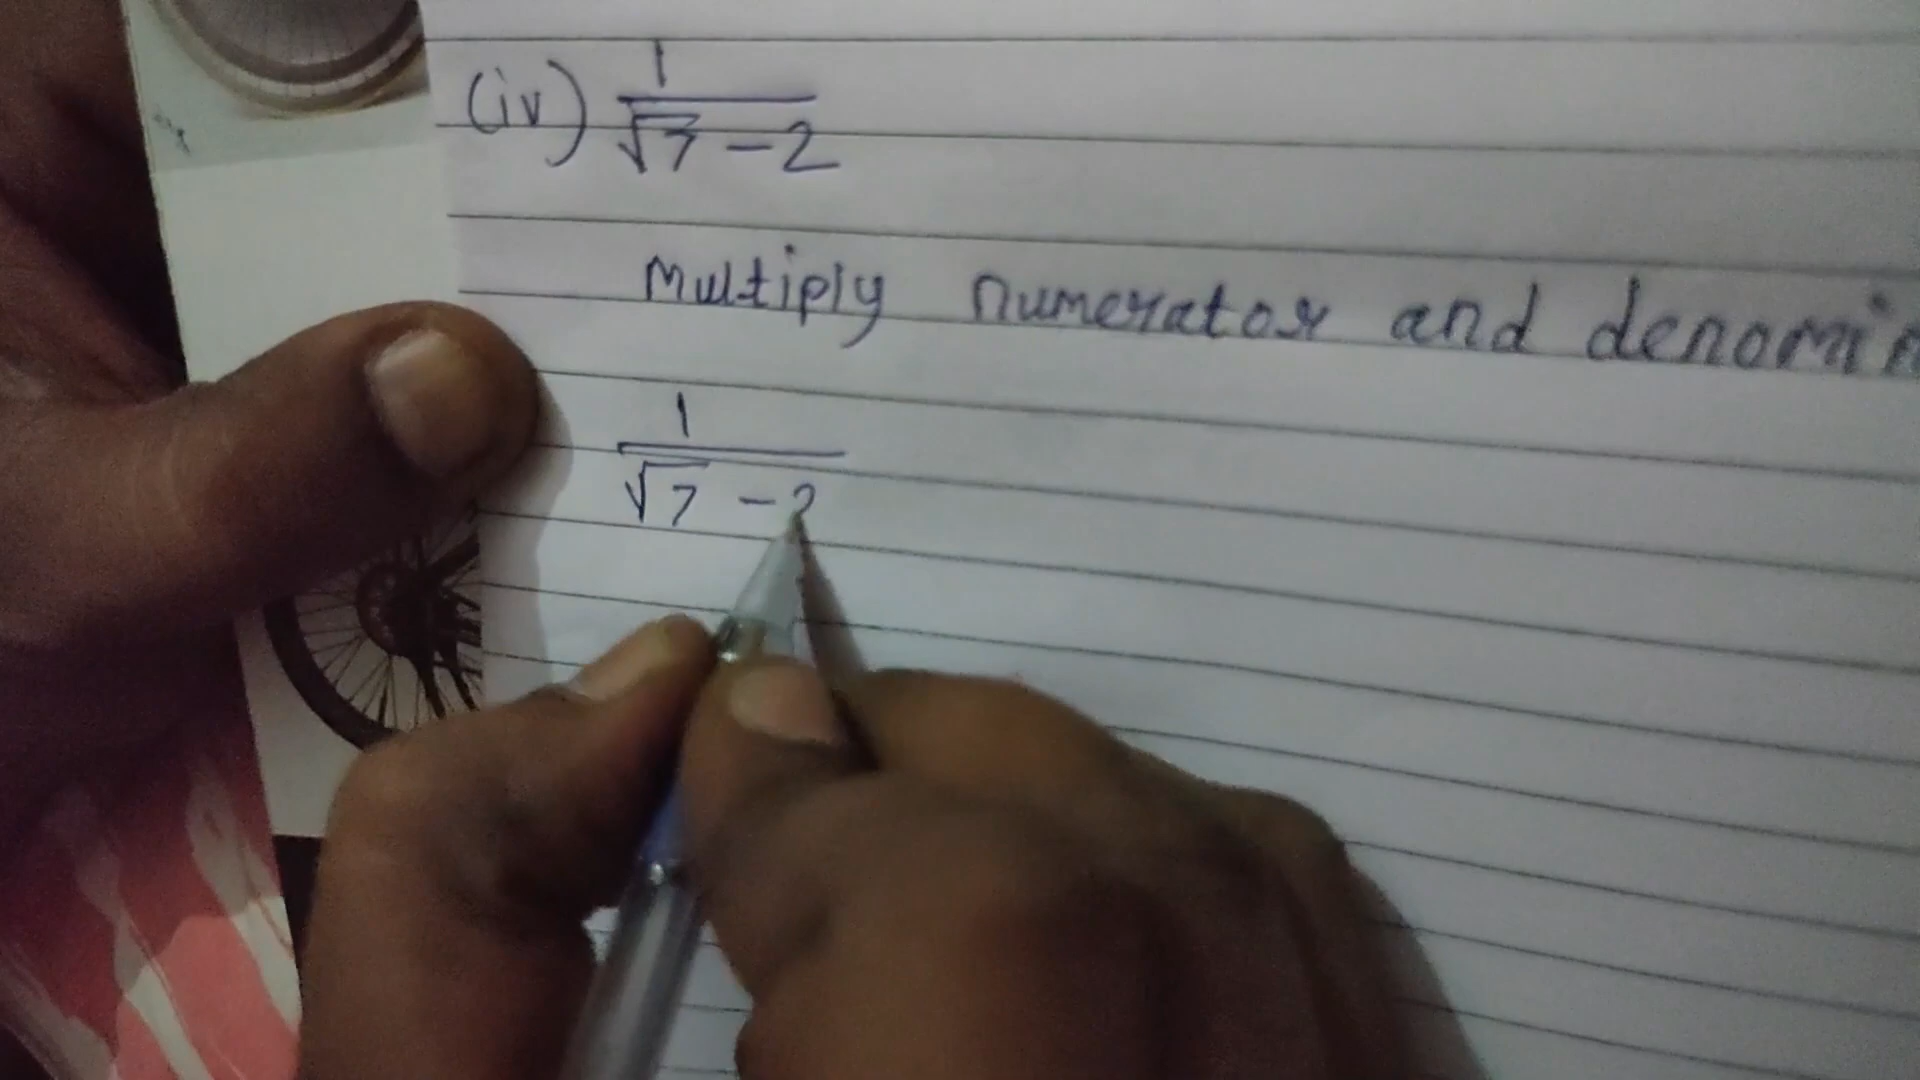 (iv) 1/√7 - 2
Multiply numerator and
1/√7 - 2